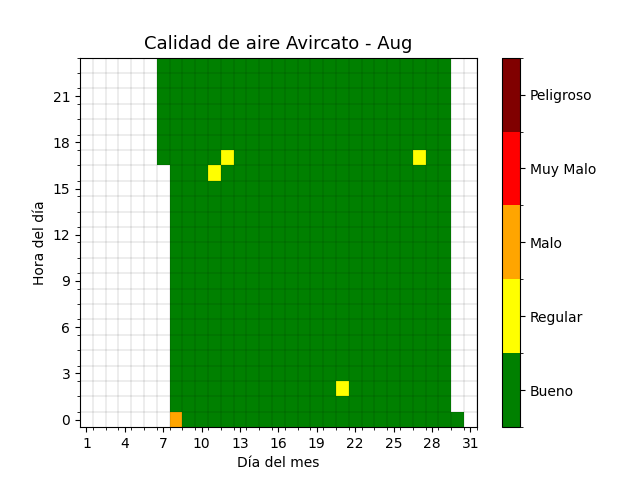 Calidad de aire Avircato - Aug
Hora del día
21
18
15
12
9
6
3
0
1 4 7 10 13 16 19 22 25 28 31
Día del mes
Peligroso
Muy Malo
Malo
Regular
Bueno